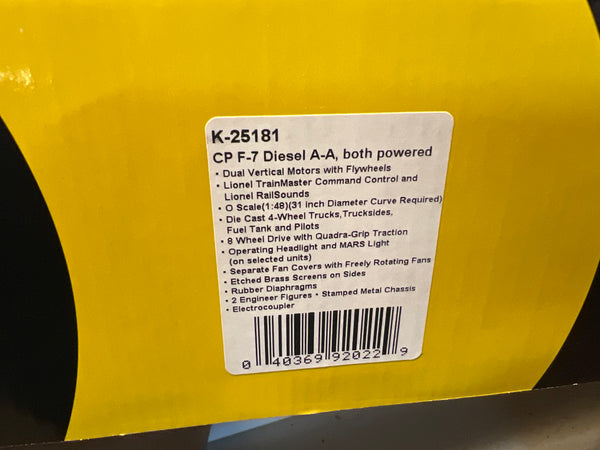 K-25181
CP F-7 Diesel A-A, both powered
• Dual Vertical Motors with Flywheels
• Lionel TrainMaster Command Control and
Lionel RailSounds
• O Scale(1:48)(31 inch Diameter Curve Required)
• Die Cast 4-Wheel Trucks,Trucksides,
Fuel Tank and Pilots
• 8 Wheel Drive with Quadra-Grip Traction
• Operating Headlight and MARS Light
(on selected units)
• Separate Fan Covers with Freely Rotating Fans
• Etched Brass Screens on Sides
• Rubber Diaphragms
• 2 Engineer Figures • Stamped Metal Chassis
• Electrocoupler
0 40369 92022 9